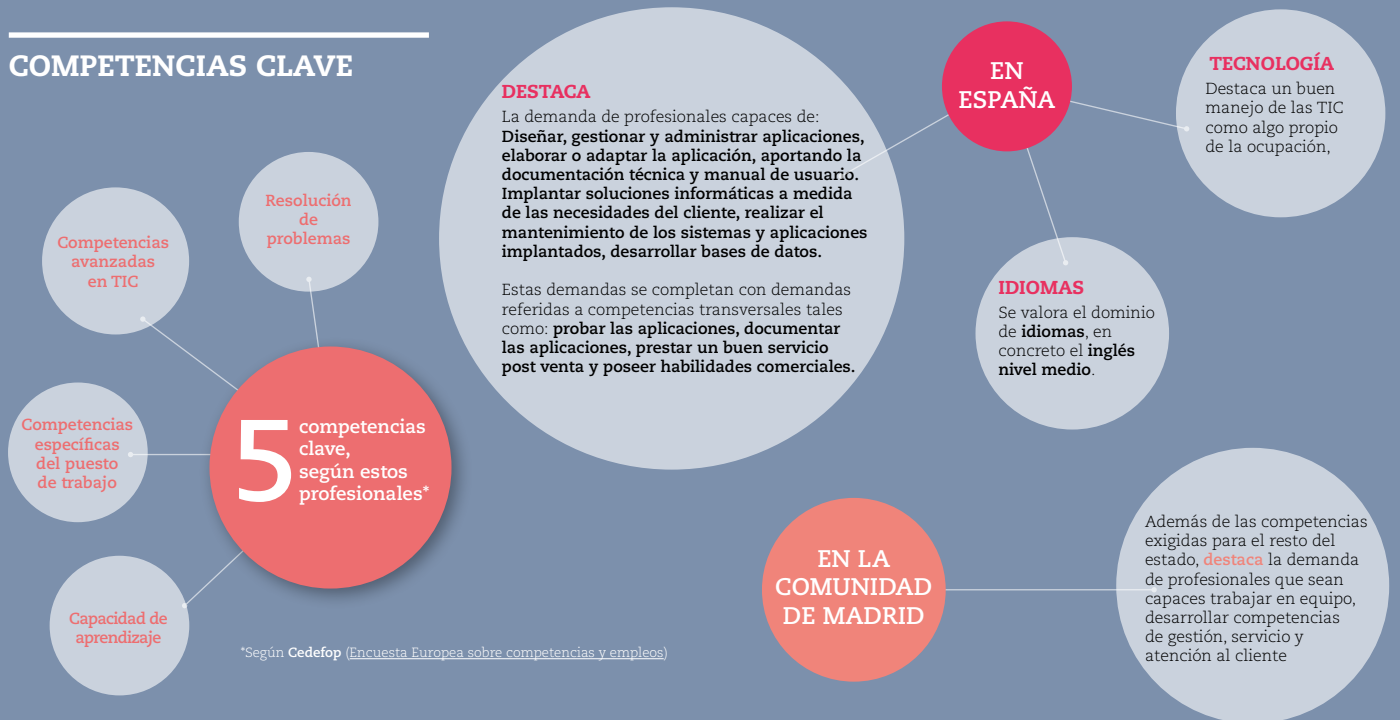 COMPETENCIAS CLAVE
Resolución
de
problemas
Competencias
avanzadas
en TIC
Competencias
específicas
del puesto
de trabajo
Capacidad de
aprendizaje
5 competencias
clave,
según estos
profesionales*
*Según Cedefop (Encuesta Europea sobre competencias y empleos)
DESTACA
La demanda de profesionales capaces de:
Diseñar, gestionar y administrar aplicaciones,
elaborar o adaptar la aplicación, aportando la
documentación técnica y manual de usuario.
Implantar soluciones informáticas a medida
de las necesidades del cliente, realizar el
mantenimiento de los sistemas y aplicaciones
implantados, desarrollar bases de datos.
Estas demandas se completan con demandas
referidas a competencias transversales tales
como: probar las aplicaciones, documentar
las aplicaciones, prestar un buen servicio
post venta y poseer habilidades comerciales.
EN
ESPAÑA
TECNOLOGÍA
Destaca un buen
manejo de las TIC
como algo propio
de la ocupación,
IDIOMAS
Se valora el dominio
de idiomas, en
concreto el inglés
nivel medio.
EN LA
COMUNIDAD
DE MADRID
Además de las competencias
exigidas para el resto del
estado, destaca la demanda
de profesionales que sean
capaces trabajar en equipo,
desarrollar competencias
de gestión, servicio y
atención al cliente